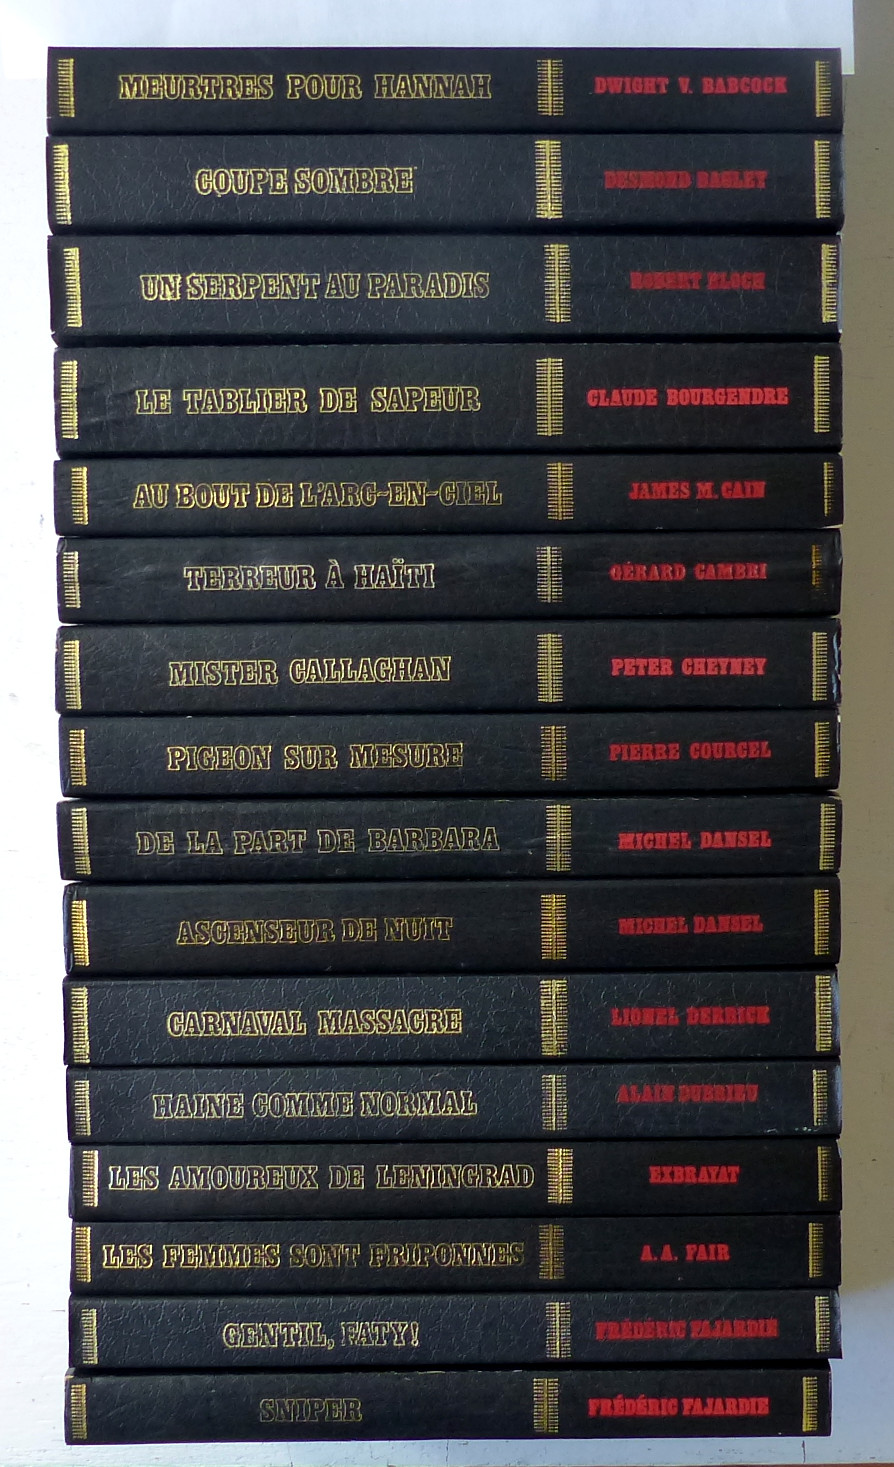 MEURTRES POUR HANNAH DWIGHT V. BABCOCK
COUPE SOMBRE DESMOND BAGLEY
UN SERPENT AU PARADIS ROBERT BLOCH
LE TABLIER DE SAPEUR CLAUDE BOURGENDRE
AU BOUT DE L'ARC-EN-CIEL JAMES M. CAIN
TERREUR À HAÏTI GÉRARD CAMBRI
MISTER CALLAGHAN PETER CHEYNEY
PIGEON SUR MESURE PIERRE COURCEL
DE LA PART DE BARBARA MICHEL DANSEL
ASCENSEUR DE NUIT MICHEL DANSEL
CARNAVAL MASSACRE LIONEL DERRICK
HAINE COMME NORMAL ALAIN DUBRIEU
LES AMOUREUX DE LENINGRAD EXBRAYAT
LES FEMMES SONT FRIPONNES A.A. FAIR
GENTIL, FATY! FRÉDÉRIC FAJARDIE
SNIPER FRÉDÉRIC FAJARDIE